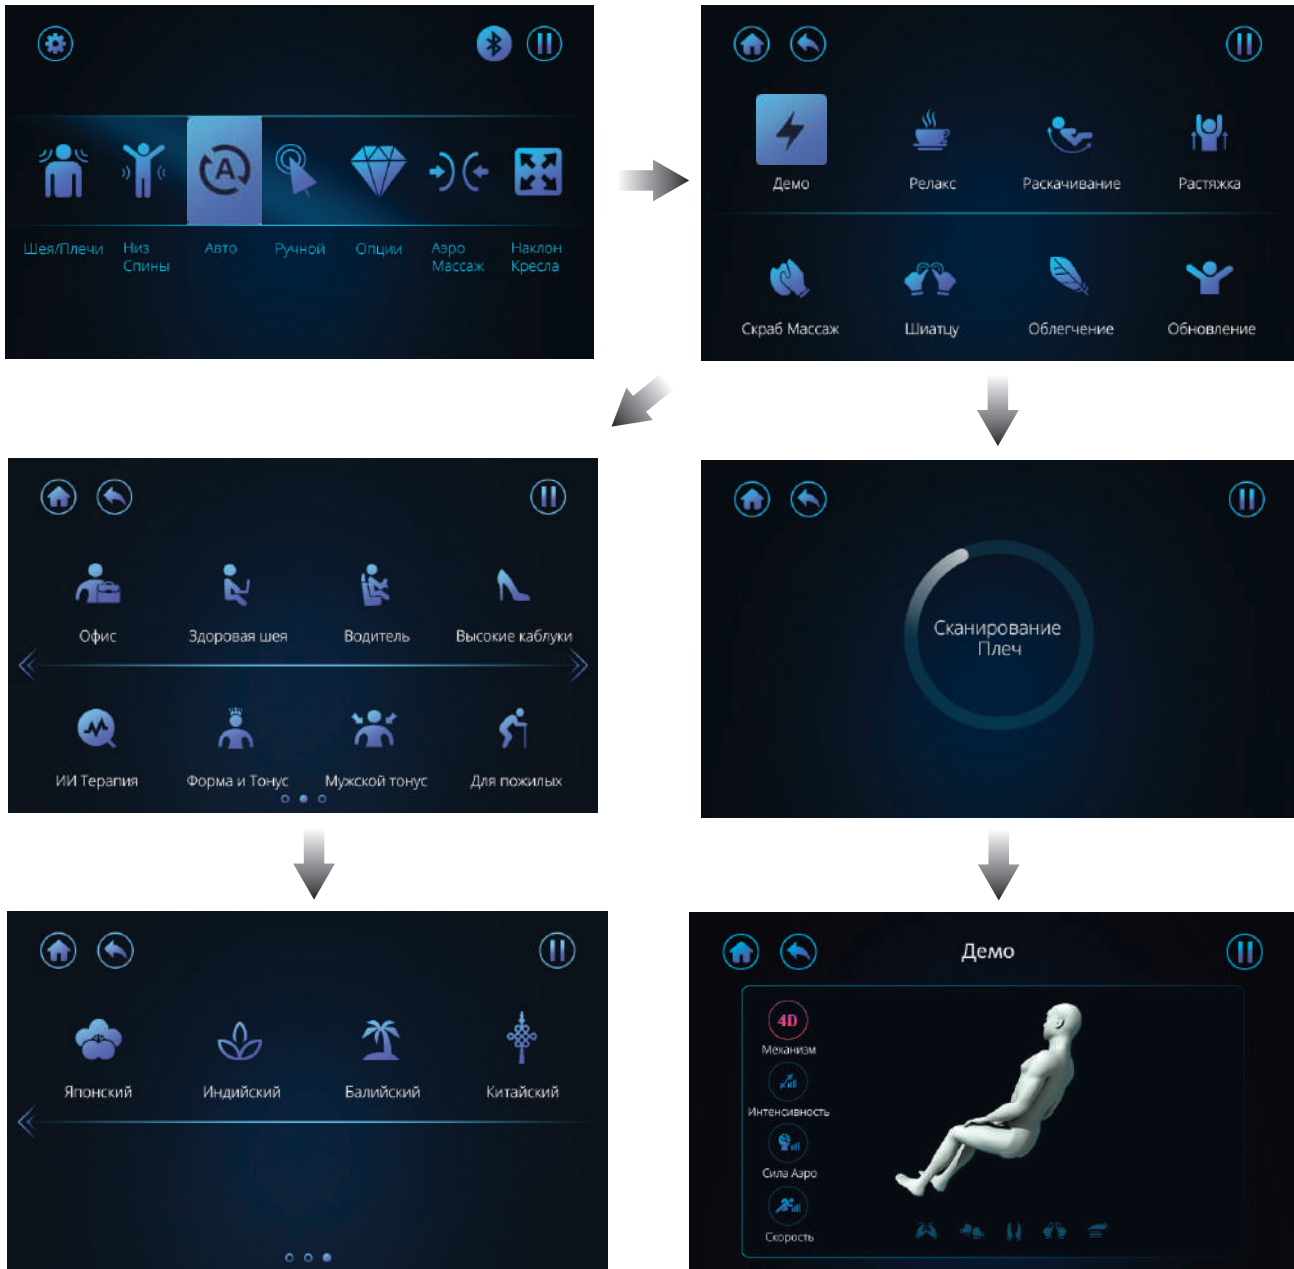 Шея/Плечи
Низ
Спины
Авто
Ручной
Опции
Аэро
Массаж
Наклон
Кресла
Демо
Релакс
Раскачивание
Растяжка
Скраб Массаж
Шиатцу
Облегчение
Обновление
Офис
Здоровая шея
Водитель
Высокие каблуки
ИИ Терапия
Форма и Тонус
Мужской тонус
Для пожилых
Сканирование
Плеч
Японский
Индийский
Балийский
Китайский
Демо
4D
Механизм
Интенсивность
Сила Аэро
Скорость